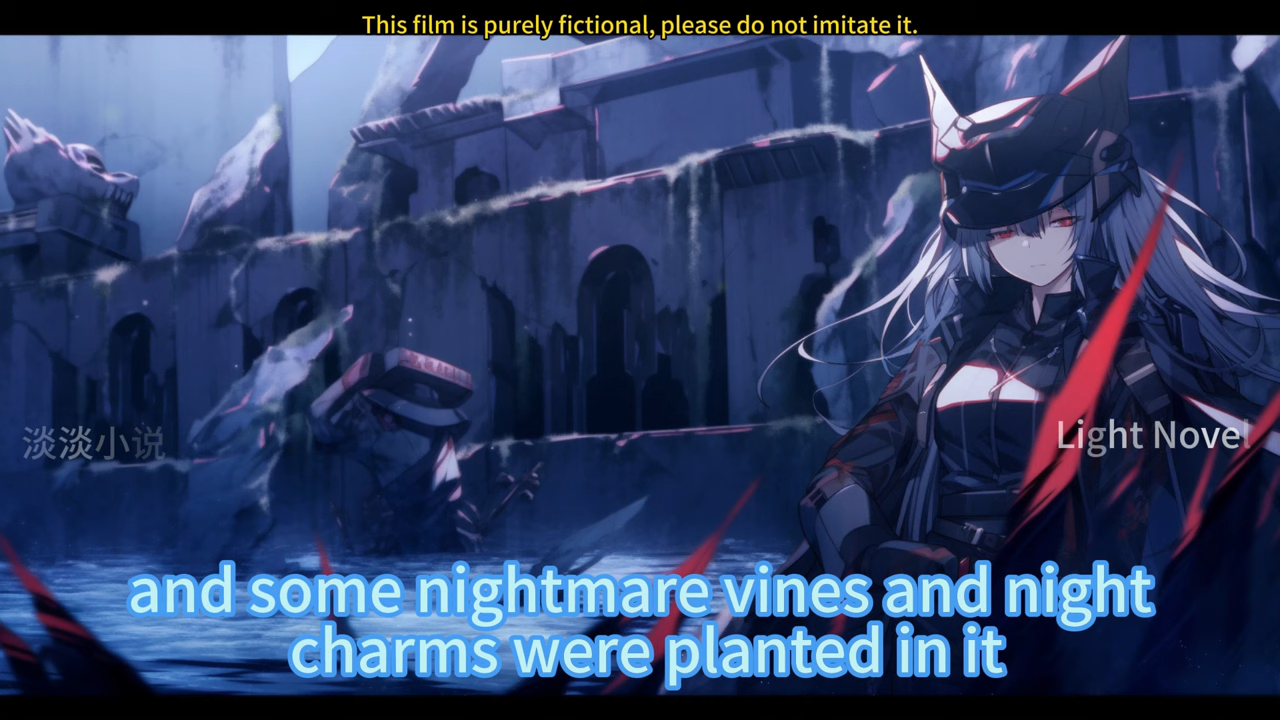 This film is purely fictional, please do not imitate it.
淡淡小说
Light Novel
and some nightmare vines and night
charms were planted in it